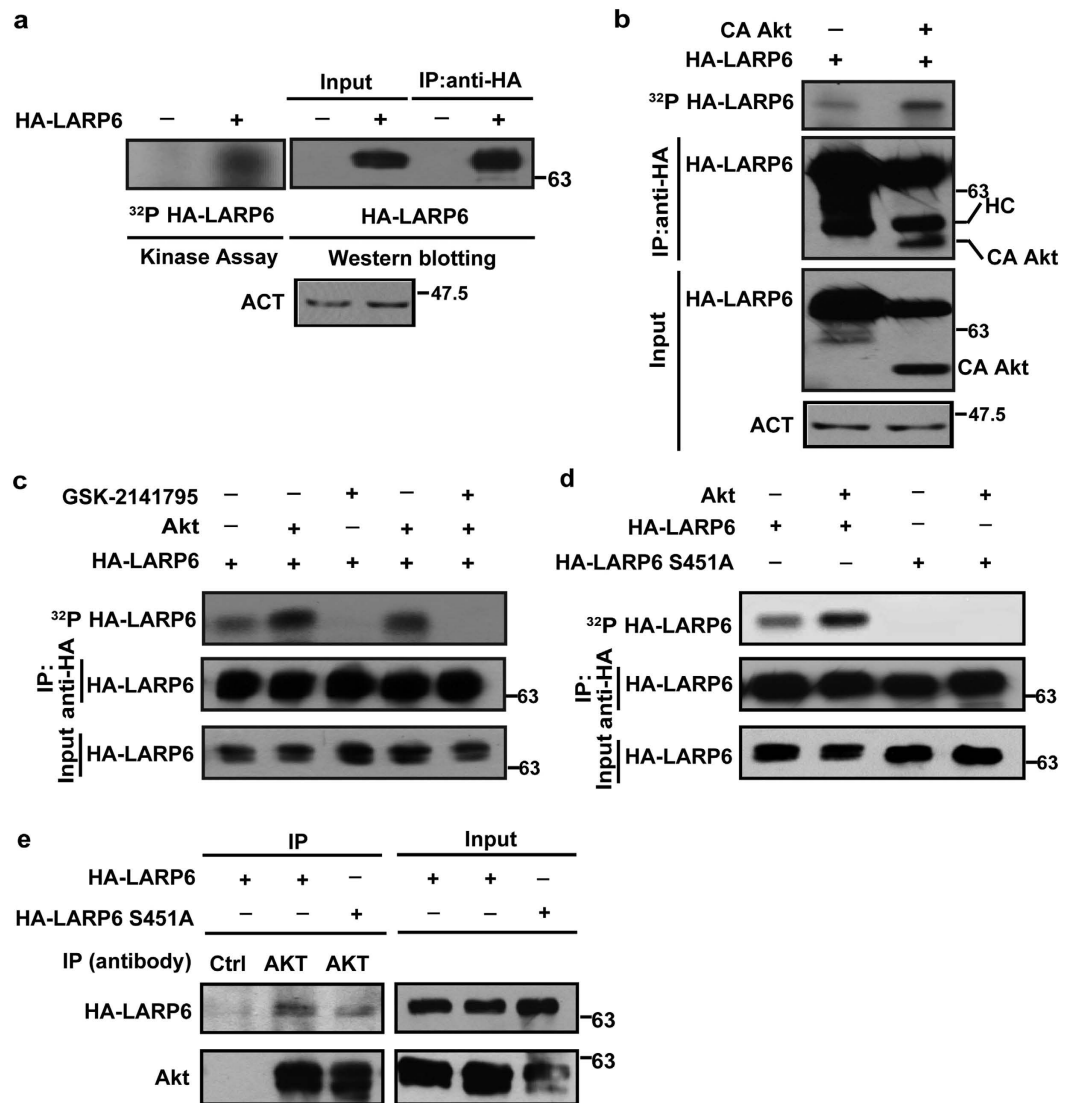 a
Input IP:anti-HA
HA-LARP6 – + – + – +
63
32P HA-LARP6 HA-LARP6
Kinase Assay Western blotting
ACT 47.5
b
CA Akt – +
HA-LARP6 + +
32P HA-LARP6
IP:anti-HA
HA-LARP6
63
HC
CA Akt
Input
HA-LARP6
63
CA Akt
ACT 47.5
c
GSK-2141795 – – + – +
Akt – + – + +
HA-LARP6 + + + + +
32P HA-LARP6
IP: anti-HA
HA-LARP6 63
Input
HA-LARP6 63
d
Akt – + – +
HA-LARP6 + + – –
HA-LARP6 S451A – – + +
32P HA-LARP6
IP: anti-HA
HA-LARP6 63
Input
HA-LARP6 63
e
IP Input
HA-LARP6 + + – + + –
HA-LARP6 S451A – – + – – +
IP (antibody) Ctrl AKT AKT
HA-LARP6 63
Akt 63